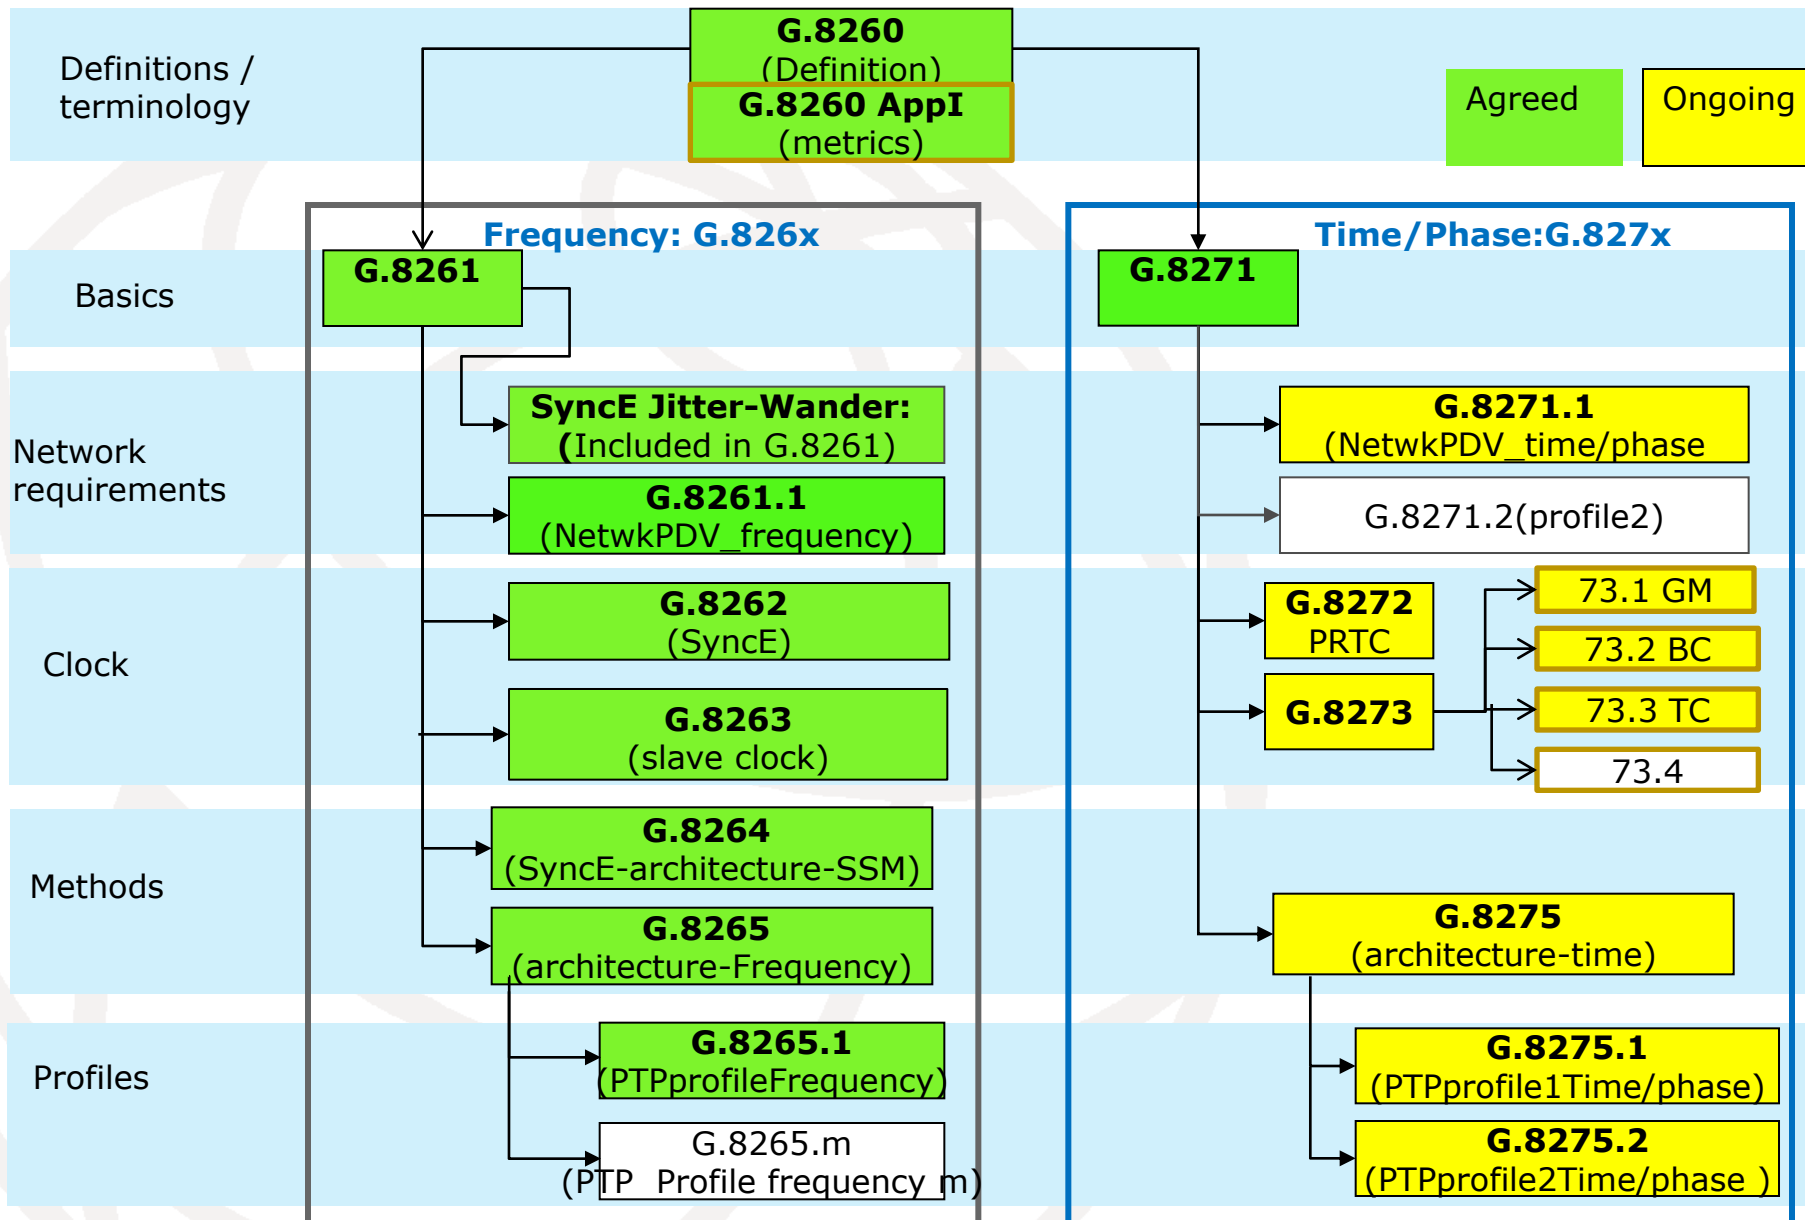 G.8260
(Definition)
Definitions /
terminology
G.8260 AppI
(metrics)
Agreed
Ongoing
Frequency: G.826x
Time/Phase:G.827x
Basics
G.8261
G.8271
Network
requirements
SyncE Jitter-Wander:
(Included in G.8261)
G.8261.1
(NetwkPDV_frequency)
G.8271.1
(NetwkPDV_time/phase
G.8271.2(profile2)
Clock
G.8262
(SyncE)
G.8263
(slave clock)
G.8272
PRTC
G.8273
73.1 GM
73.2 BC
73.3 TC
73.4
Methods
G.8264
(SyncE-architecture-SSM)
G.8265
(architecture-Frequency)
G.8275
(architecture-time)
Profiles
G.8265.1
(PTPprofileFrequency)
G.8265.m
(PTP Profile frequency m)
G.8275.1
(PTPprofile1Time/phase)
G.8275.2
(PTPprofile2Time/phase )